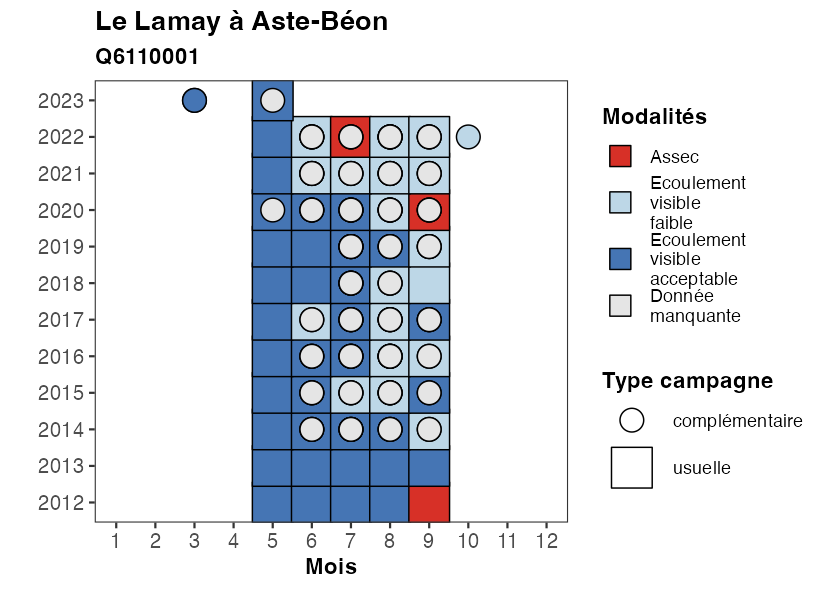 Le Lamay à Aste-Béon
Q6110001
2023
2022
2021
2020
2019
2018
2017
2016
2015
2014
2013
2012
1 2 3 4 5 6 7 8 9 10 11 12
Mois
Modalités
Assec
Ecoulement
visible
faible
Ecoulement
visible
acceptable
Donnée
manquante
Type campagne
complémentaire
usuelle